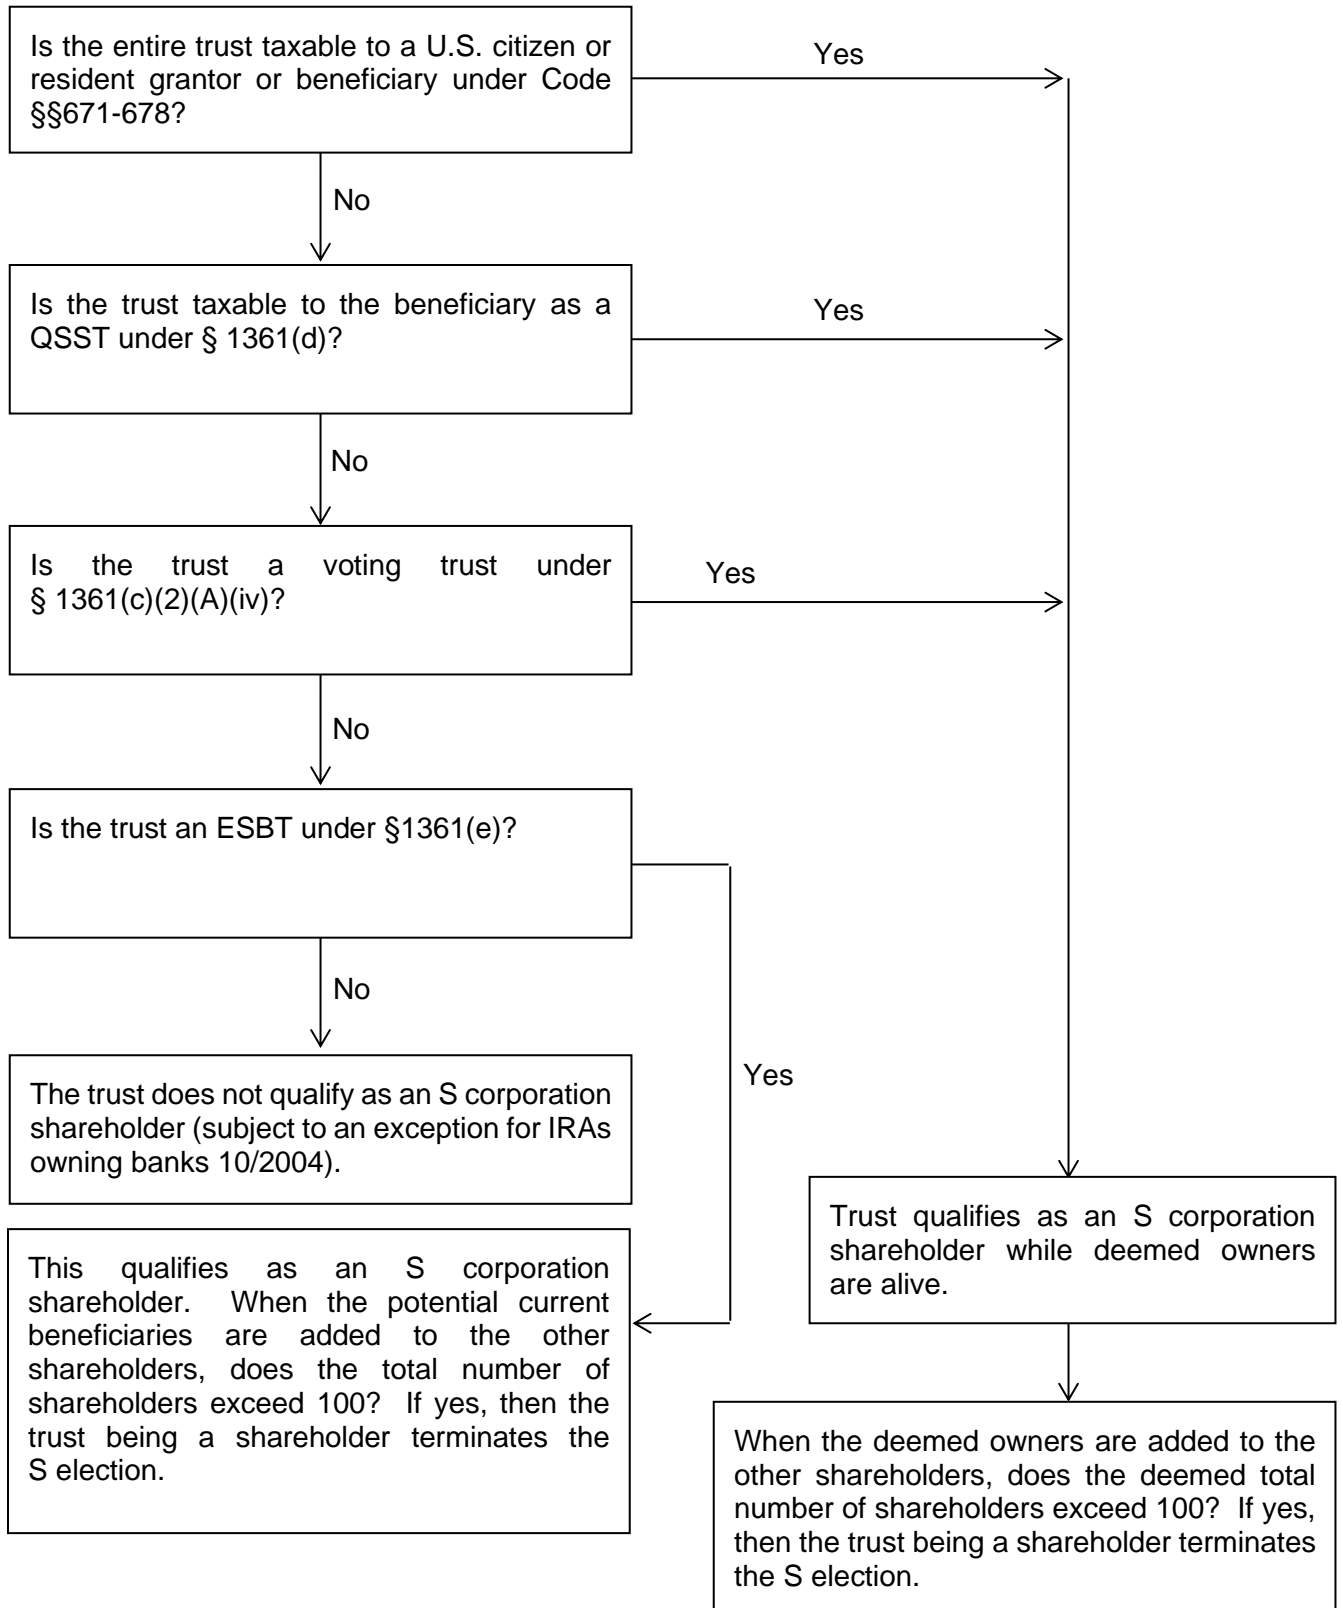 Is the entire trust taxable to a U.S. citizen or
resident grantor or beneficiary under Code
§§671-678?
Yes
No
Is the trust taxable to the beneficiary as a
QSST under § 1361(d)?
Yes
No
Is the trust a voting trust under
§ 1361(c)(2)(A)(iv)?
Yes
No
Is the trust an ESBT under §1361(e)?
No
Yes
The trust does not qualify as an S corporation
shareholder (subject to an exception for IRAs
owning banks 10/2004).
This qualifies as an S corporation
shareholder. When the potential current
beneficiaries are added to the other
shareholders, does the total number of
shareholders exceed 100? If yes, then the
trust being a shareholder terminates the
S election.
Trust qualifies as an S corporation
shareholder while deemed owners
are alive.
When the deemed owners are added to the
other shareholders, does the deemed total
number of shareholders exceed 100? If yes,
then the trust being a shareholder terminates
the S election.